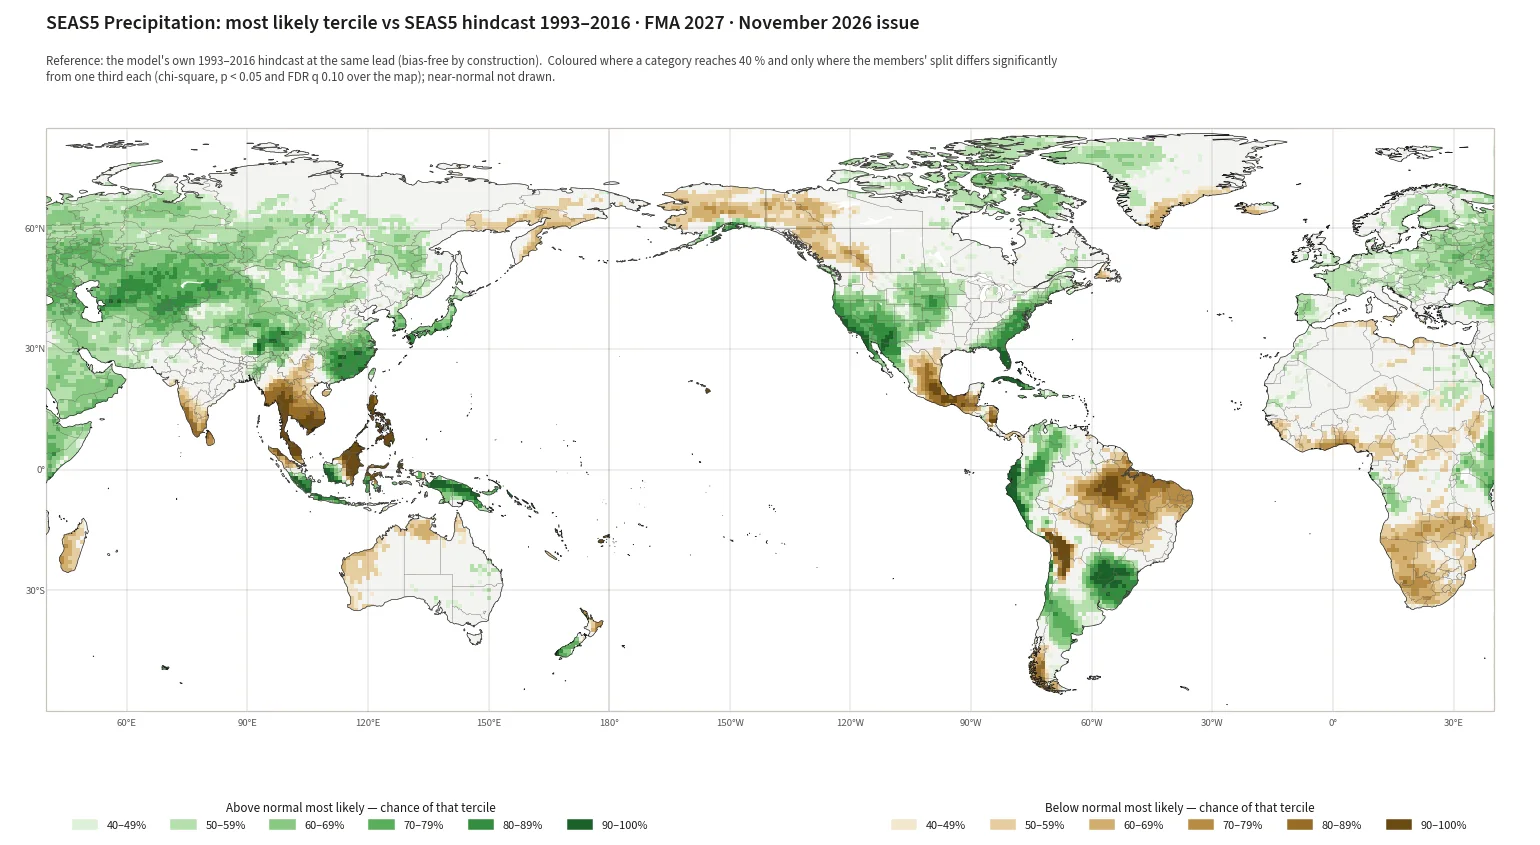 SEAS5 Precipitation: most likely tercile vs SEAS5 hindcast 1993–2016 · FMA 2027 · November 2026 issue
Reference: the model's own 1993–2016 hindcast at the same lead (bias-free by construction).  Coloured where a category reaches 40 % and only where the members' split differs significantly
from one third each (chi-square, p < 0.05 and FDR q 0.10 over the map); near-normal not drawn.
60°N
30°N
0°
30°S
60°E 90°E 120°E 150°E 180° 150°W 120°W 90°W 60°W 30°W 0° 30°E
Above normal most likely — chance of that tercile
40–49% 50–59% 60–69% 70–79% 80–89% 90–100%
Below normal most likely — chance of that tercile
40–49% 50–59% 60–69% 70–79% 80–89% 90–100%